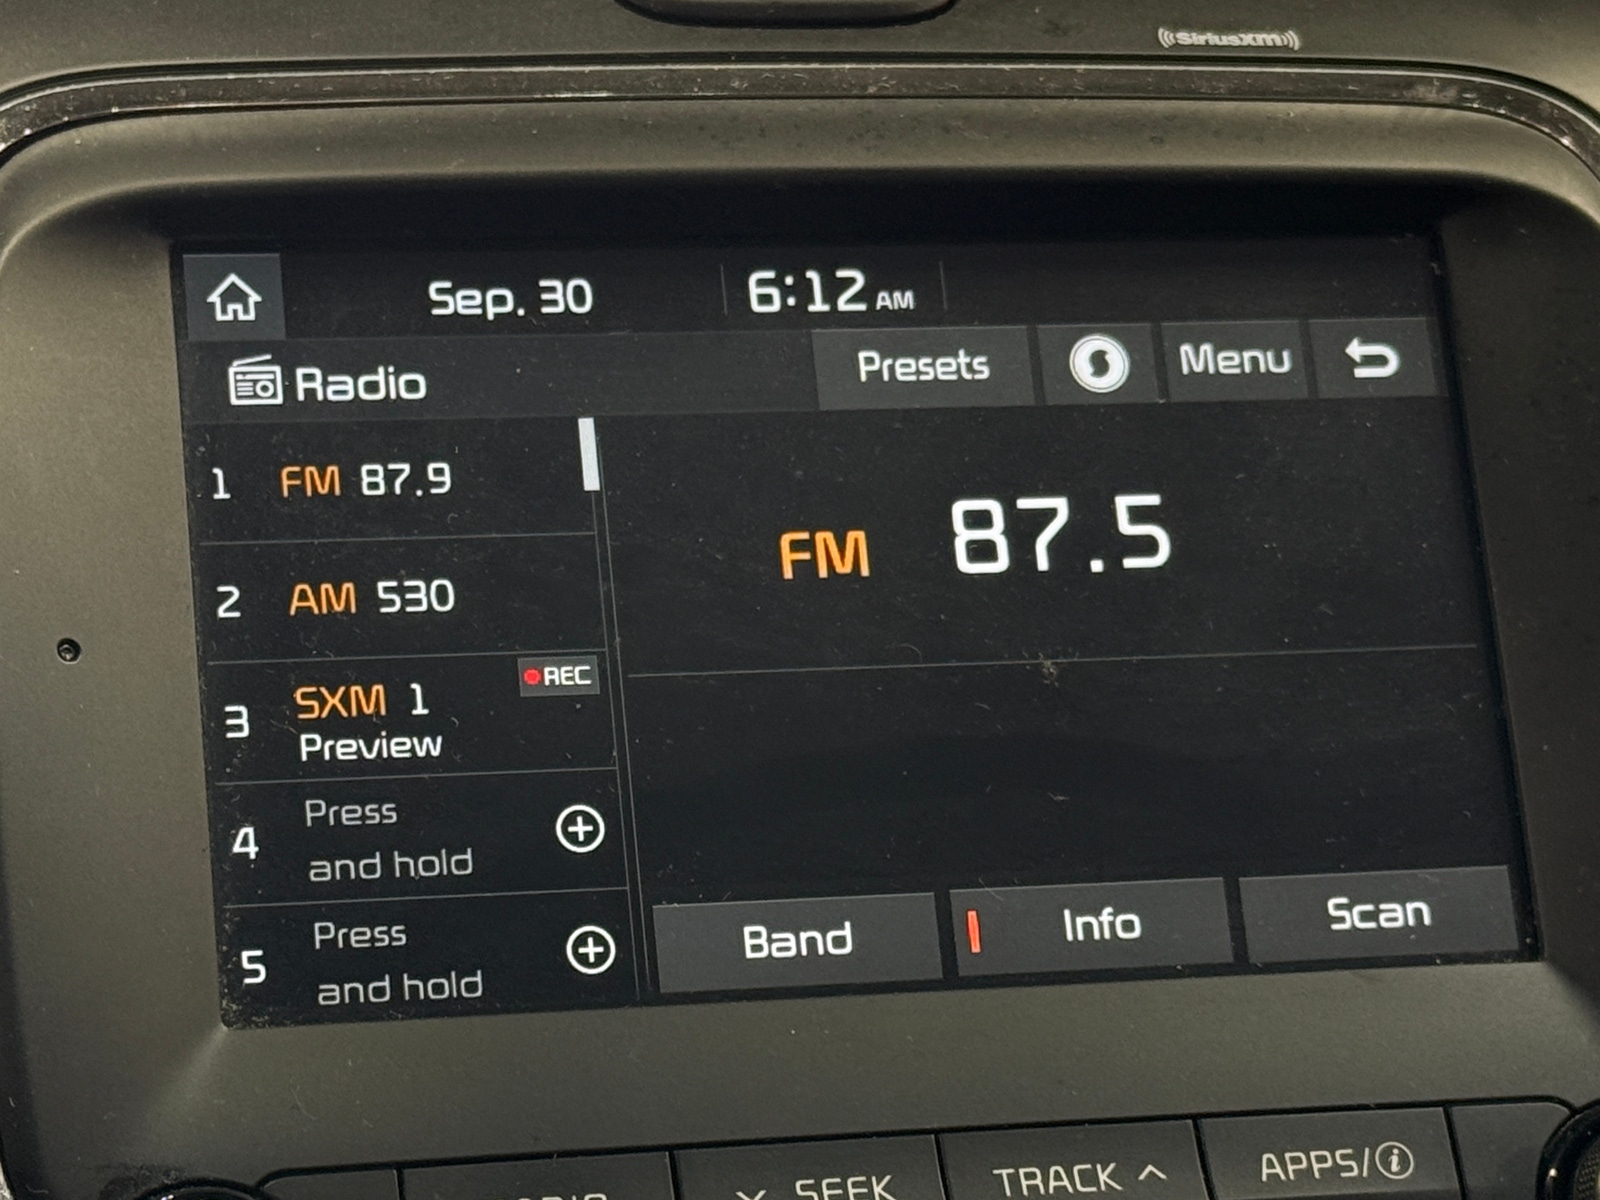 ((SiriusXM))
Sep. 30
6:12 AM
Radio
Presets
Menu
1 FM 87.9
2 AM 530
3 SXM 1
REC
Preview
4 Press
and hold
5 Press
and hold
FM 87.5
Band
Info
Scan
SEEK
TRACK
APPS/i